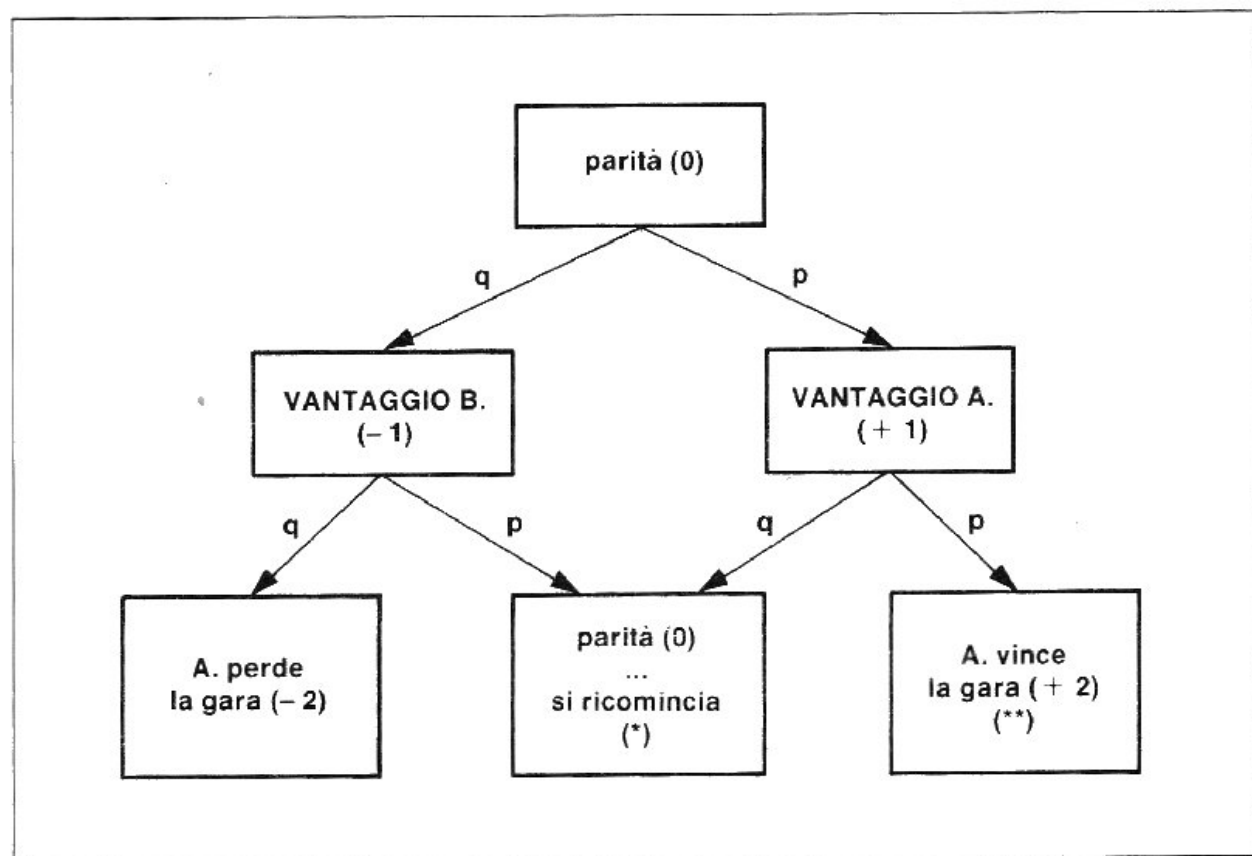 parità (0)
q
p
VANTAGGIO B.
(– 1)
VANTAGGIO A.
( + 1)
q
p
q
p
A. perde
la gara (– 2)
parità (0)
...
si ricomincia
(*)
A. vince
la gara ( + 2)
(**)